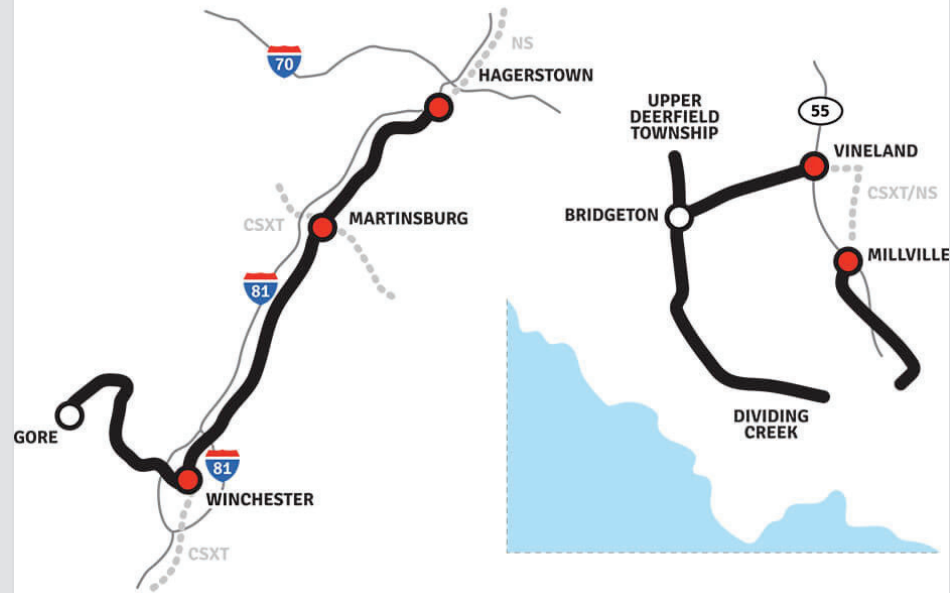 70
NS
HAGERSTOWN
CSXT
MARTINSBURG
81
GORE
81
WINCHESTER
CSXT
UPPER
DEERFIELD
TOWNSHIP
55
VINELAND
CSXT/NS
BRIDGETON
MILLVILLE
DIVIDING
CREEK